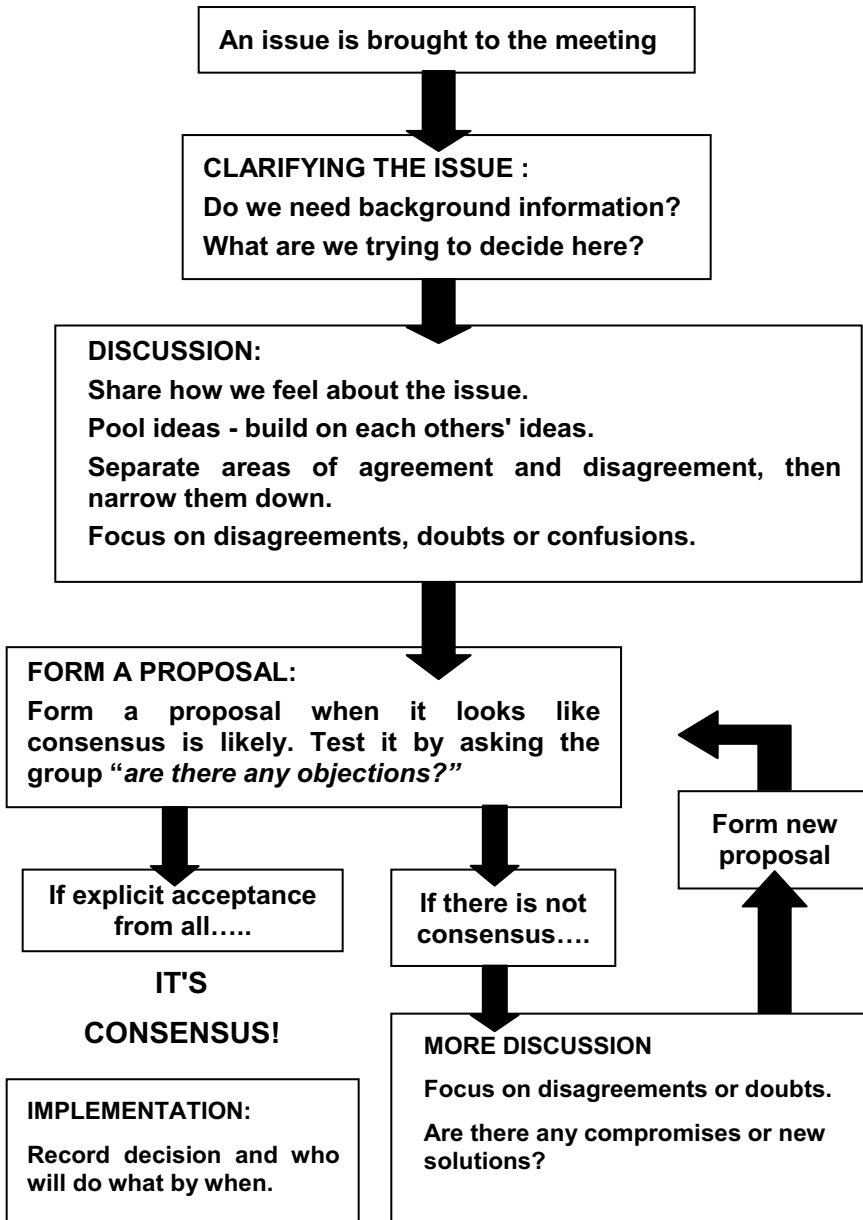 An issue is brought to the meeting
CLARIFYING THE ISSUE :
Do we need background information?
What are we trying to decide here?
DISCUSSION:
Share how we feel about the issue.
Pool ideas - build on each others' ideas.
Separate areas of agreement and disagreement, then
narrow them down.
Focus on disagreements, doubts or confusions.
FORM A PROPOSAL:
Form a proposal when it looks like
consensus is likely. Test it by asking the
group “are there any objections?”
If explicit acceptance
from all.....
IT'S
CONSENSUS!
IMPLEMENTATION:
Record decision and who
will do what by when.
If there is not
consensus….
MORE DISCUSSION
Focus on disagreements or doubts.
Are there any compromises or new
solutions?
Form new
proposal